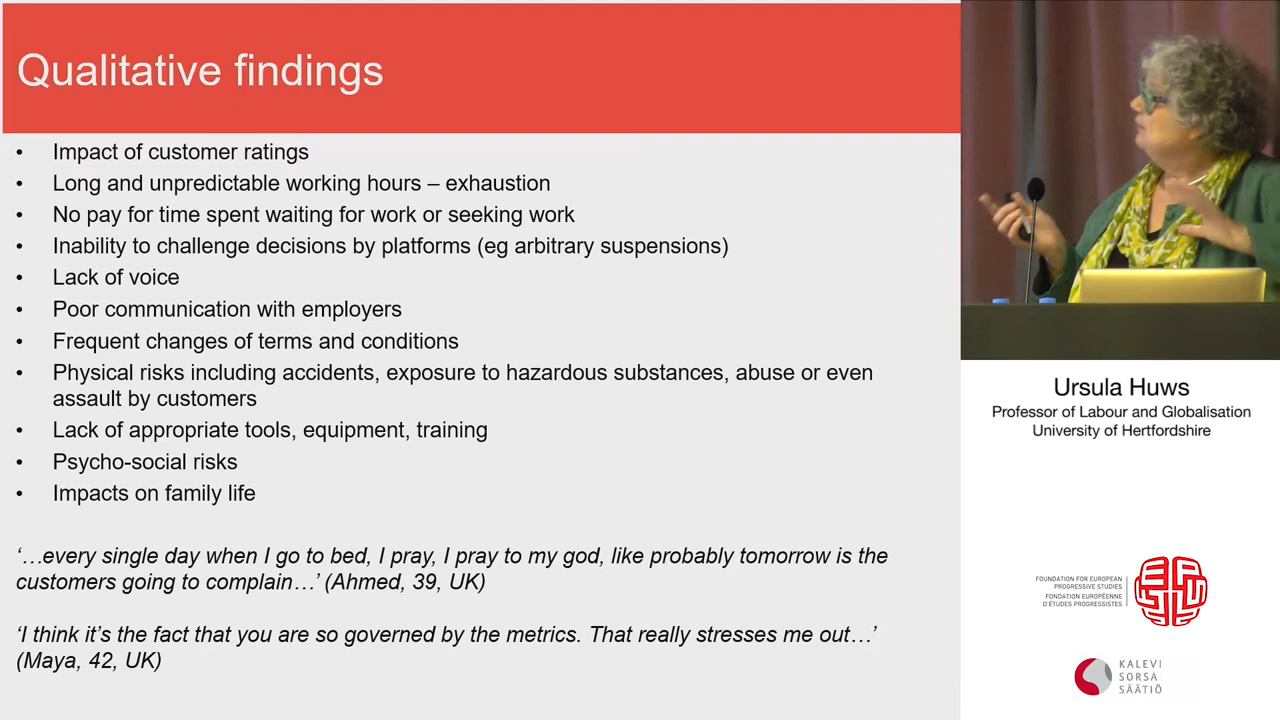 Qualitative findings
• Impact of customer ratings
• Long and unpredictable working hours – exhaustion
• No pay for time spent waiting for work or seeking work
• Inability to challenge decisions by platforms (eg arbitrary suspensions)
• Lack of voice
• Poor communication with employers
• Frequent changes of terms and conditions
• Physical risks including accidents, exposure to hazardous substances, abuse or even
assault by customers
• Lack of appropriate tools, equipment, training
• Psycho-social risks
• Impacts on family life
‘…every single day when I go to bed, I pray, I pray to my god, like probably tomorrow is the
customers going to complain…’ (Ahmed, 39, UK)
‘I think it’s the fact that you are so governed by the metrics. That really stresses me out…’
(Maya, 42, UK)
Ursula Huws
Professor of Labour and Globalisation
University of Hertfordshire
FOUNDATION FOR EUROPEAN
PROGRESSIVE STUDIES
FONDATION EUROPÉENNE
D'ÉTUDES PROGRESSISTES
KALEVI
SORSA
SÄÄTIÖ